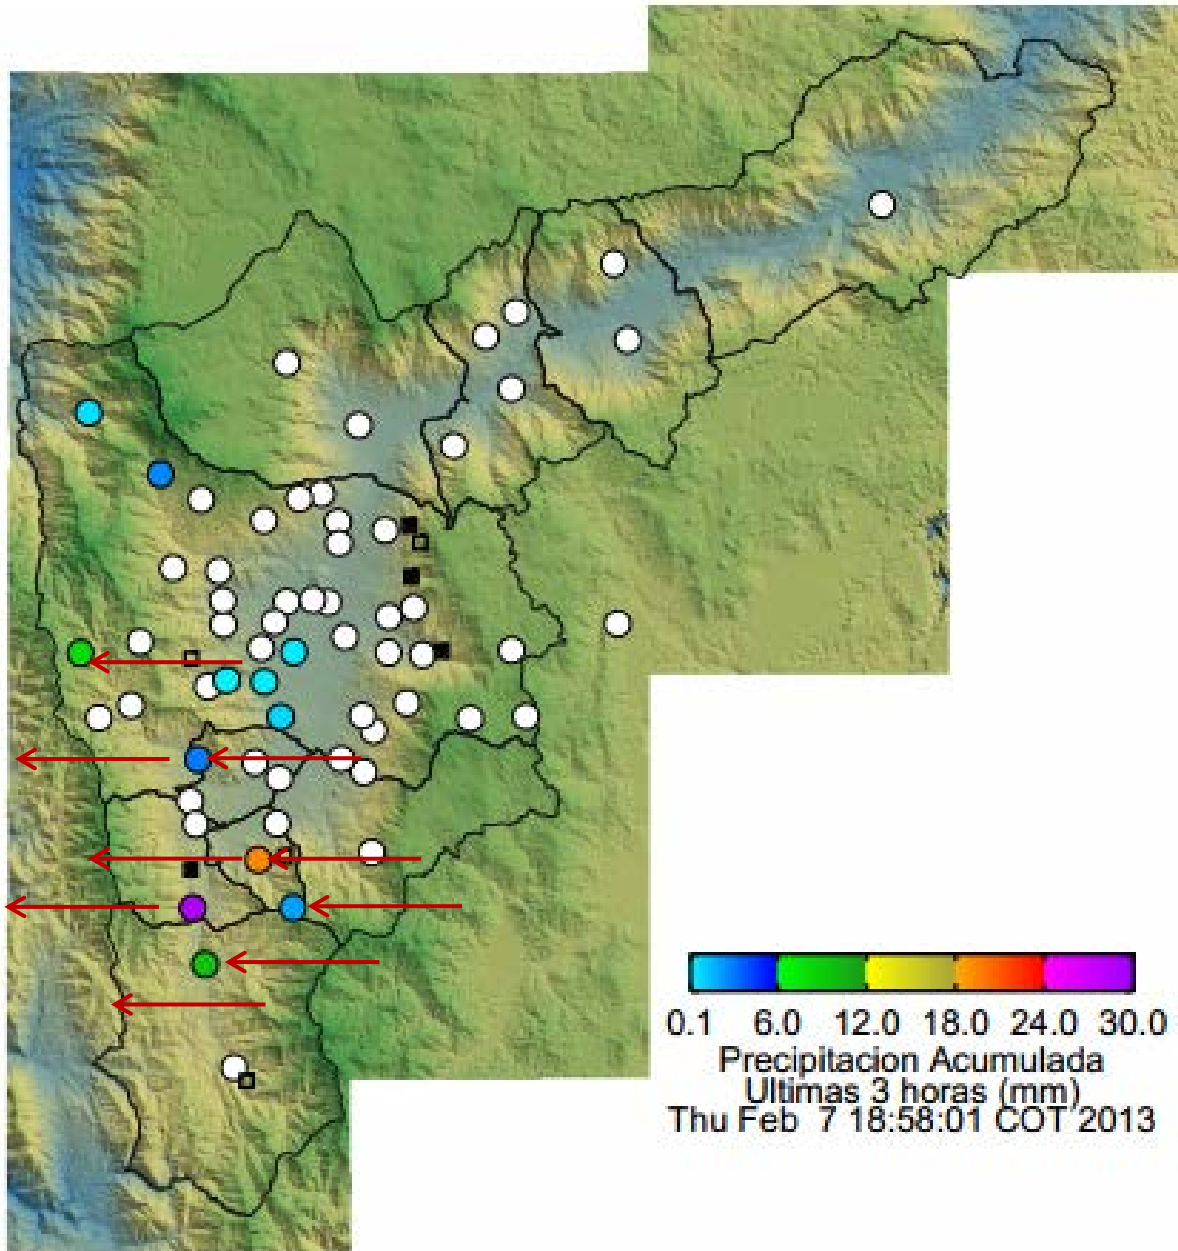 0.1 6.0 12.0 18.0 24.0 30.0
Precipitacion Acumulada
Ultimas 3 horas (mm)
Thu Feb 7 18:58:01 COT 2013